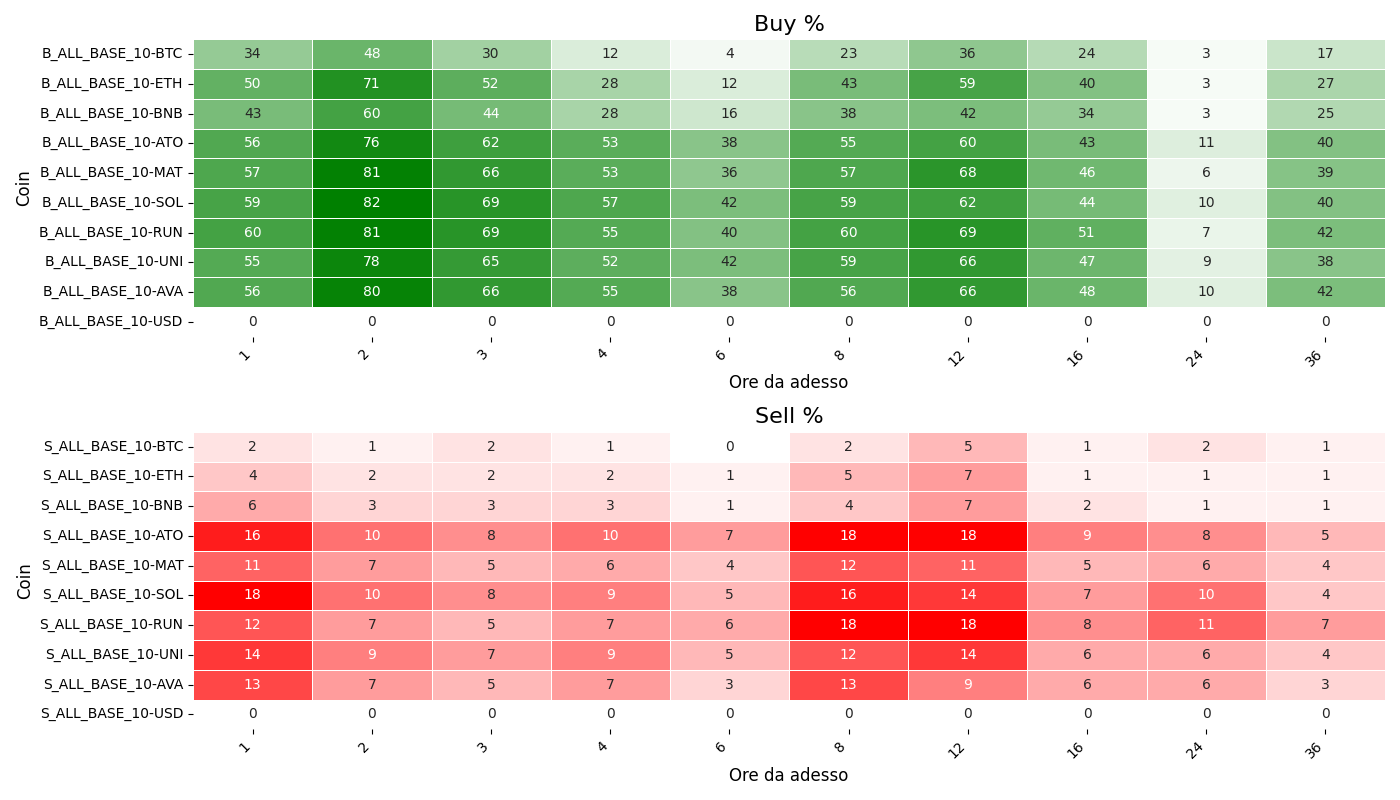 Buy %
Coin
B_ALL_BASE_10-BTC 34 48 30 12 4 23 36 24 3 17
B_ALL_BASE_10-ETH 50 71 52 28 12 43 59 40 3 27
B_ALL_BASE_10-BNB 43 60 44 28 16 38 42 34 3 25
B_ALL_BASE_10-ATO 56 76 62 53 38 55 60 43 11 40
B_ALL_BASE_10-MAT 57 81 66 53 36 57 68 46 6 39
B_ALL_BASE_10-SOL 59 82 69 57 42 59 62 44 10 40
B_ALL_BASE_10-RUN 60 81 69 55 40 60 69 51 7 42
B_ALL_BASE_10-UNI 55 78 65 52 42 59 66 47 9 38
B_ALL_BASE_10-AVA 56 80 66 55 38 56 66 48 10 42
B_ALL_BASE_10-USD 0 0 0 0 0 0 0 0 0 0
1 2 3 4 6 8 12 16 24 36
Ore da adesso
Sell %
Coin
S_ALL_BASE_10-BTC 2 1 2 1 0 2 5 1 2 1
S_ALL_BASE_10-ETH 4 2 2 2 1 5 7 1 1 1
S_ALL_BASE_10-BNB 6 3 3 3 1 4 7 2 1 1
S_ALL_BASE_10-ATO 16 10 8 10 7 18 18 9 8 5
S_ALL_BASE_10-MAT 11 7 5 6 4 12 11 5 6 4
S_ALL_BASE_10-SOL 18 10 8 9 5 16 14 7 10 4
S_ALL_BASE_10-RUN 12 7 5 7 6 18 18 8 11 7
S_ALL_BASE_10-UNI 14 9 7 9 5 12 14 6 6 4
S_ALL_BASE_10-AVA 13 7 5 7 3 13 9 6 6 3
S_ALL_BASE_10-USD 0 0 0 0 0 0 0 0 0 0
1 2 3 4 6 8 12 16 24 36
Ore da adesso